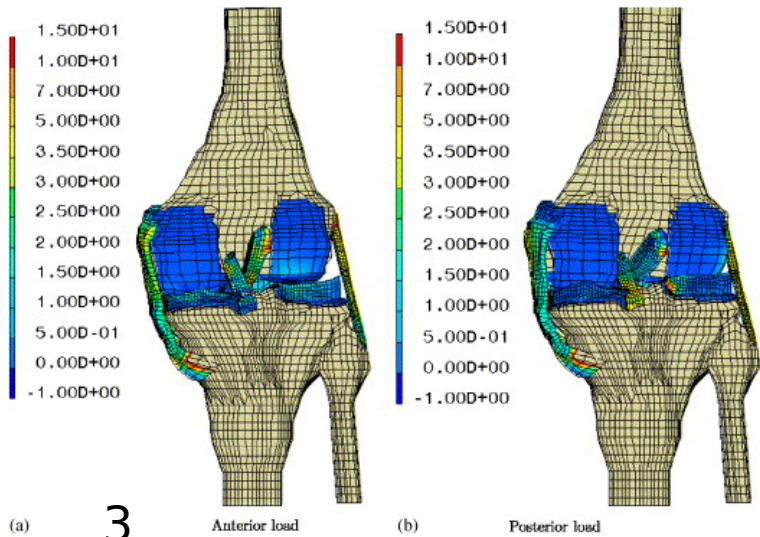 1.50D+01
1.00D+01
7.00D+00
5.00D+00
3.50D+00
3.00D+00
2.50D+00
2.00D+00
1.50D+00
1.00D+00
5.00D-01
0.00D+00
-1.00D+00
1.50D+01
1.00D+01
7.00D+00
5.00D+00
3.50D+00
3.00D+00
2.50D+00
2.00D+00
1.50D+00
1.00D+00
5.00D-01
0.00D+00
-1.00D+00
(a) 3 Anterior load
(b) Posterior load